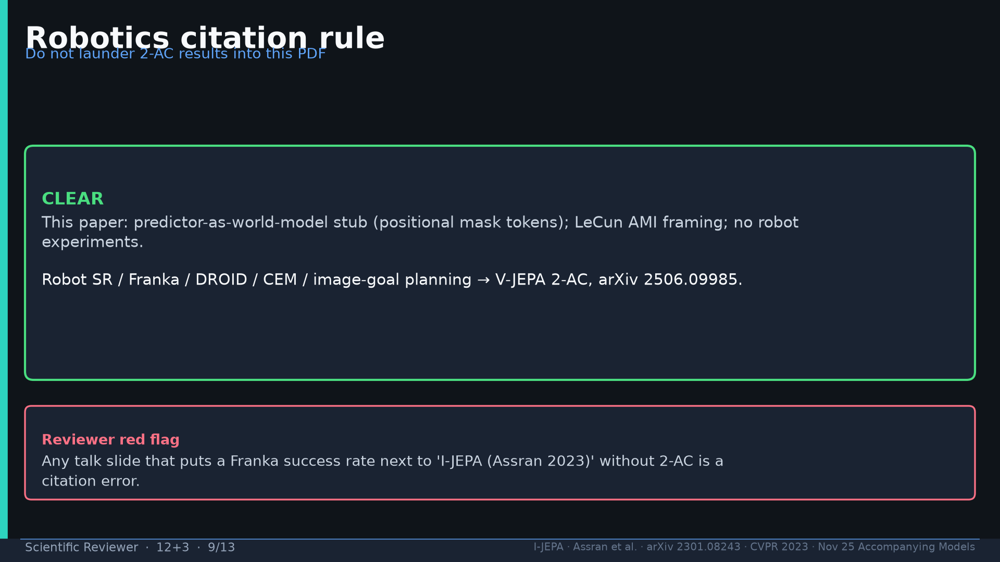 Robotics citation rule
Do not launder 2-AC results into this PDF
CLEAR
This paper: predictor-as-world-model stub (positional mask tokens); LeCun AMI framing; no robot
experiments.
Robot SR / Franka / DROID / CEM / image-goal planning → V-JEPA 2-AC, arXiv 2506.09985.
Reviewer red flag
Any talk slide that puts a Franka success rate next to 'I-JEPA (Assran 2023)' without 2-AC is a
citation error.
Scientific Reviewer · 12+3 · 9/13
I-JEPA · Assran et al. · arXiv 2301.08243 · CVPR 2023 · Nov 25 Accompanying Models